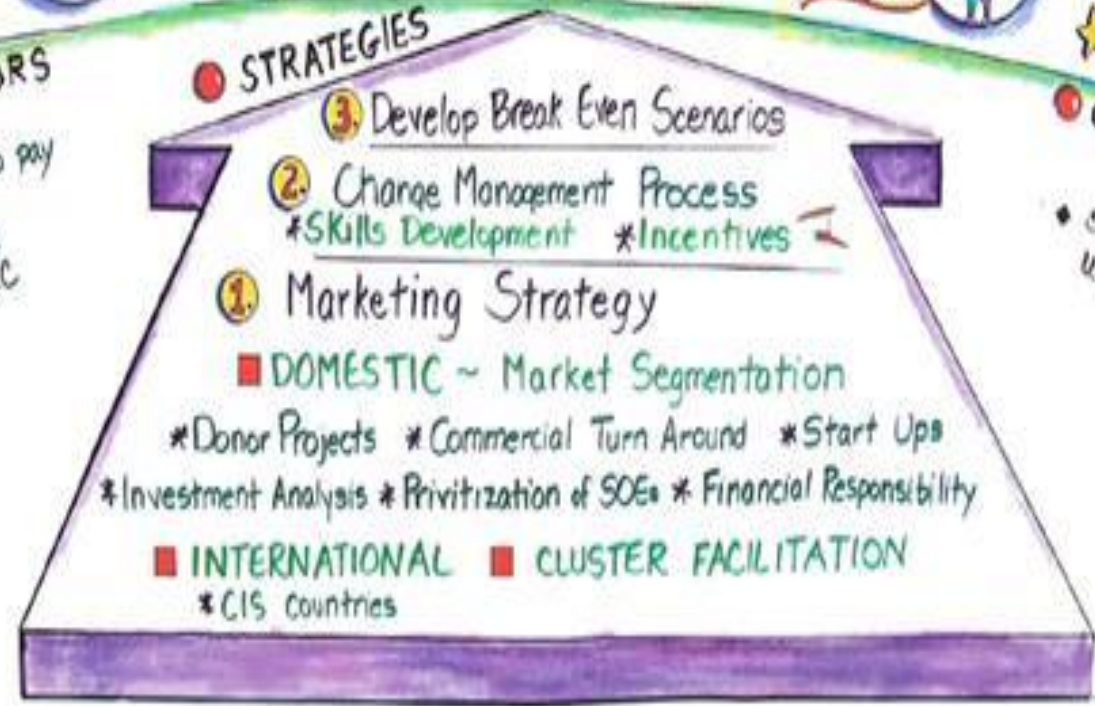 STRATEGIES
3. Develop Break Even Scenarios
2. Change Management Process
*Skills Development *Incentives
1. Marketing Strategy
DOMESTIC ~ Market Segmentation
*Donor Projects *Commercial Turn Around *Start Ups
*Investment Analysis *Privitization of SOEs * Financial Responsibility
INTERNATIONAL CLUSTER FACILITATION
*CIS Countries
pay